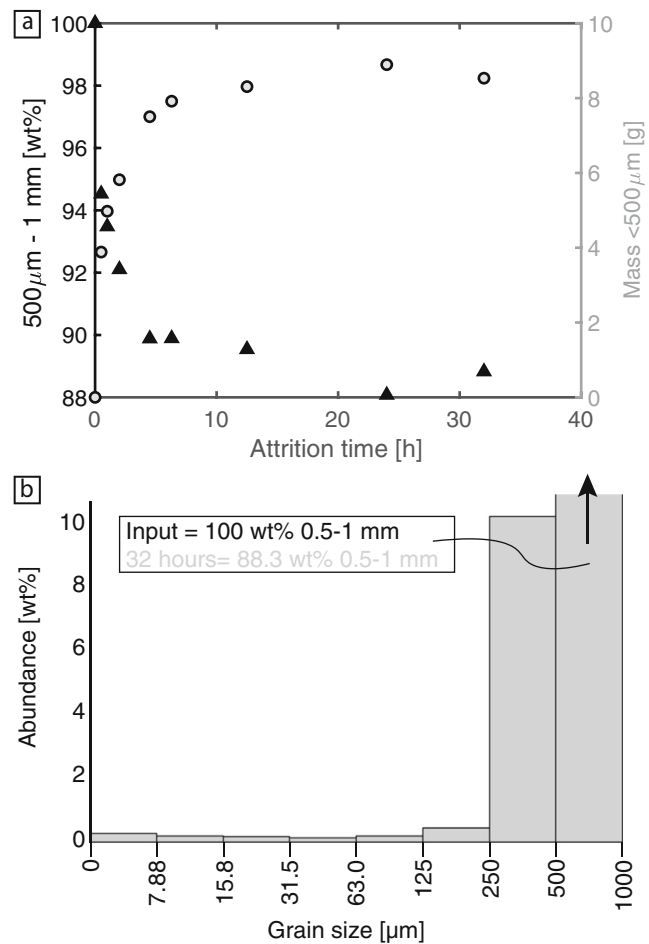 a
100
98
96
94
92
90
88
500μm - 1 mm [wt%]
10
8
6
4
2
0
Mass <500μm [g]
0 10 20 30 40
Attrition time [h]
b
10
8
6
4
2
0
Abundance [wt%]
Input = 100 wt% 0.5-1 mm
32 hours= 88.3 wt% 0.5-1 mm
0 7.88 15.8 31.5 63.0 125 250 500 1000
Grain size [μm]